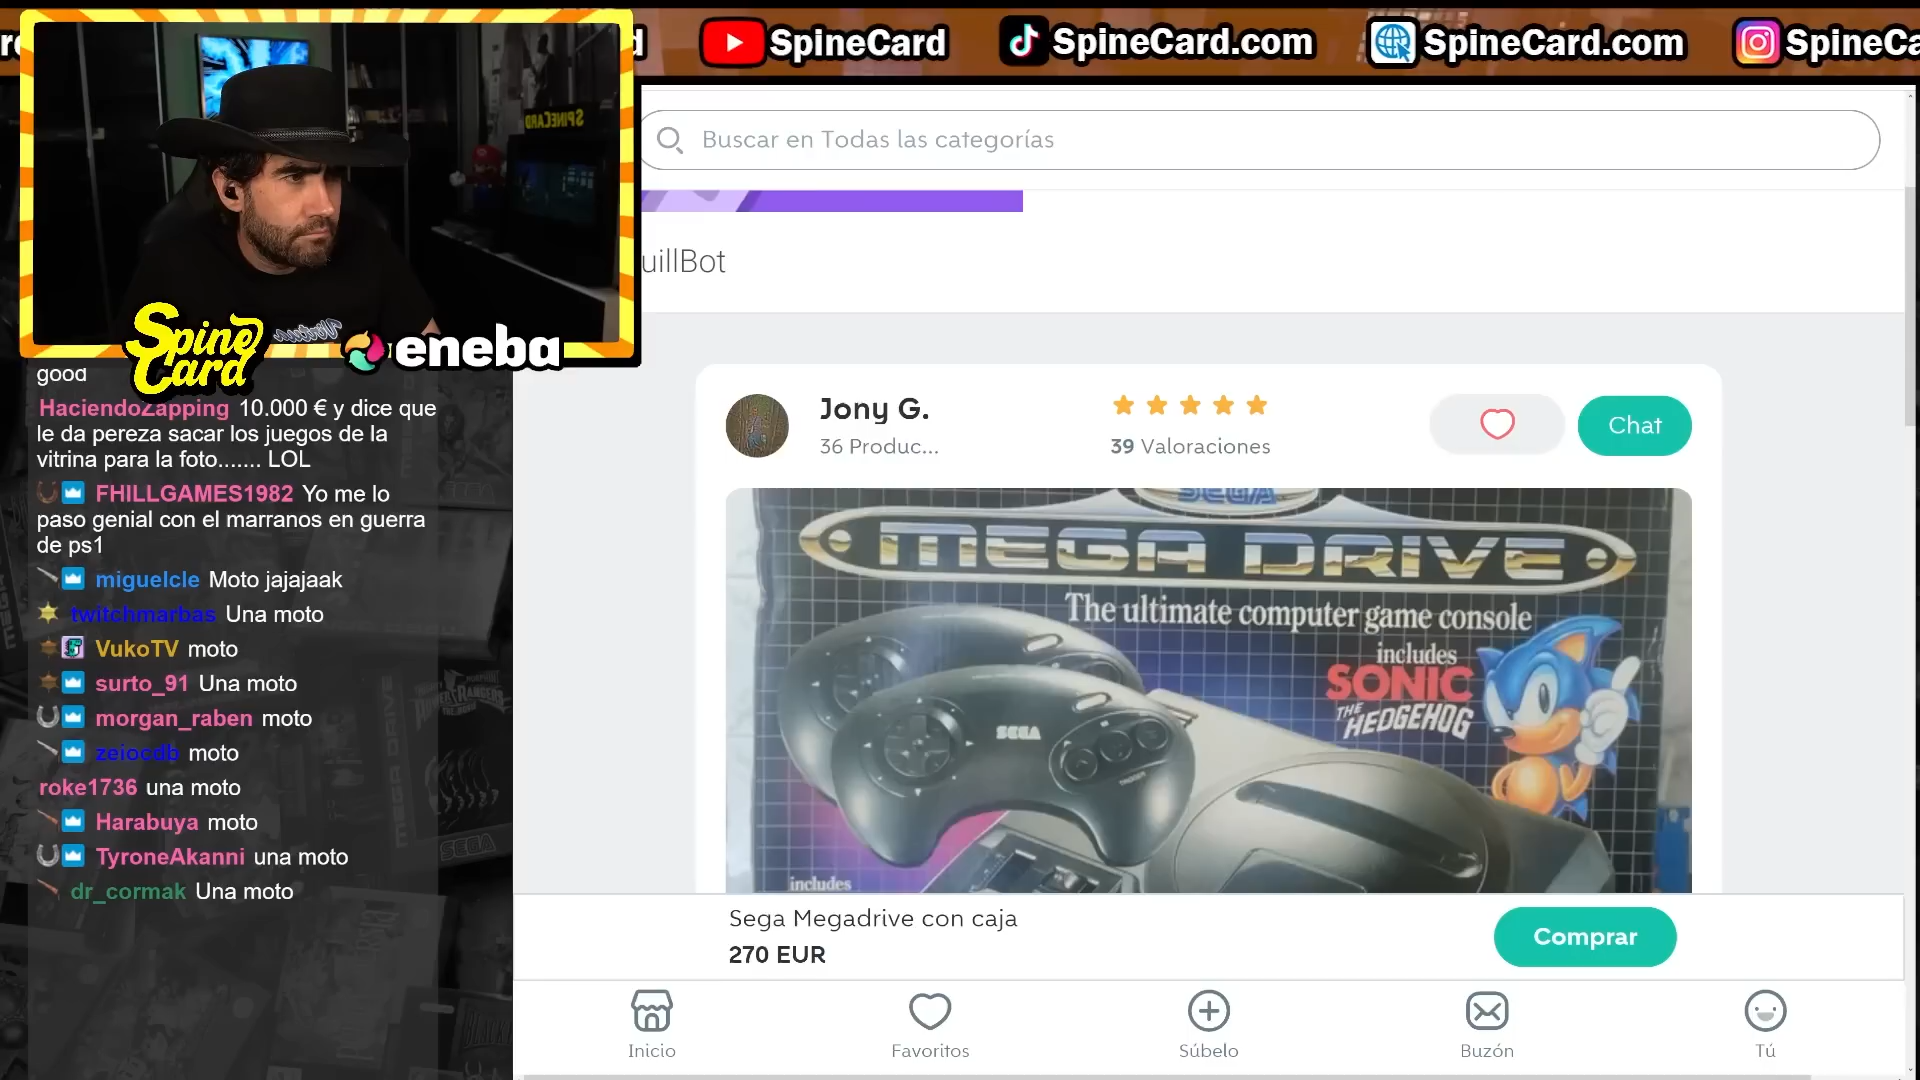 SpineCard
SpineCard.com
SpineCard.com
SpineCa
SPINECARD
Spine
Card
eneba
Buscar en Todas las categorías
uillBot
good
HaciendoZapping 10.000 € y dice que
le da pereza sacar los juegos de la
vitrina para la foto....... LOL
FHILLGAMES1982 Yo me lo
paso genial con el marranos en guerra
de ps1
miguelcle Moto jajajaak
twitchmarbas Una moto
VukoTV moto
surto_91 Una moto
morgan_raben moto
zeiocdb moto
roke1736 una moto
Harabuya moto
TyroneAkanni una moto
dr_cormak Una moto
Jony G.
36 Produc...
39 Valoraciones
Chat
SEGA
MEGA DRIVE
The ultimate computer game console
includes
SONIC
THE HEDGEHOG
SEGA
includes
Sega Megadrive con caja
270 EUR
Comprar
Inicio
Favoritos
Súbelo
Buzón
Tú